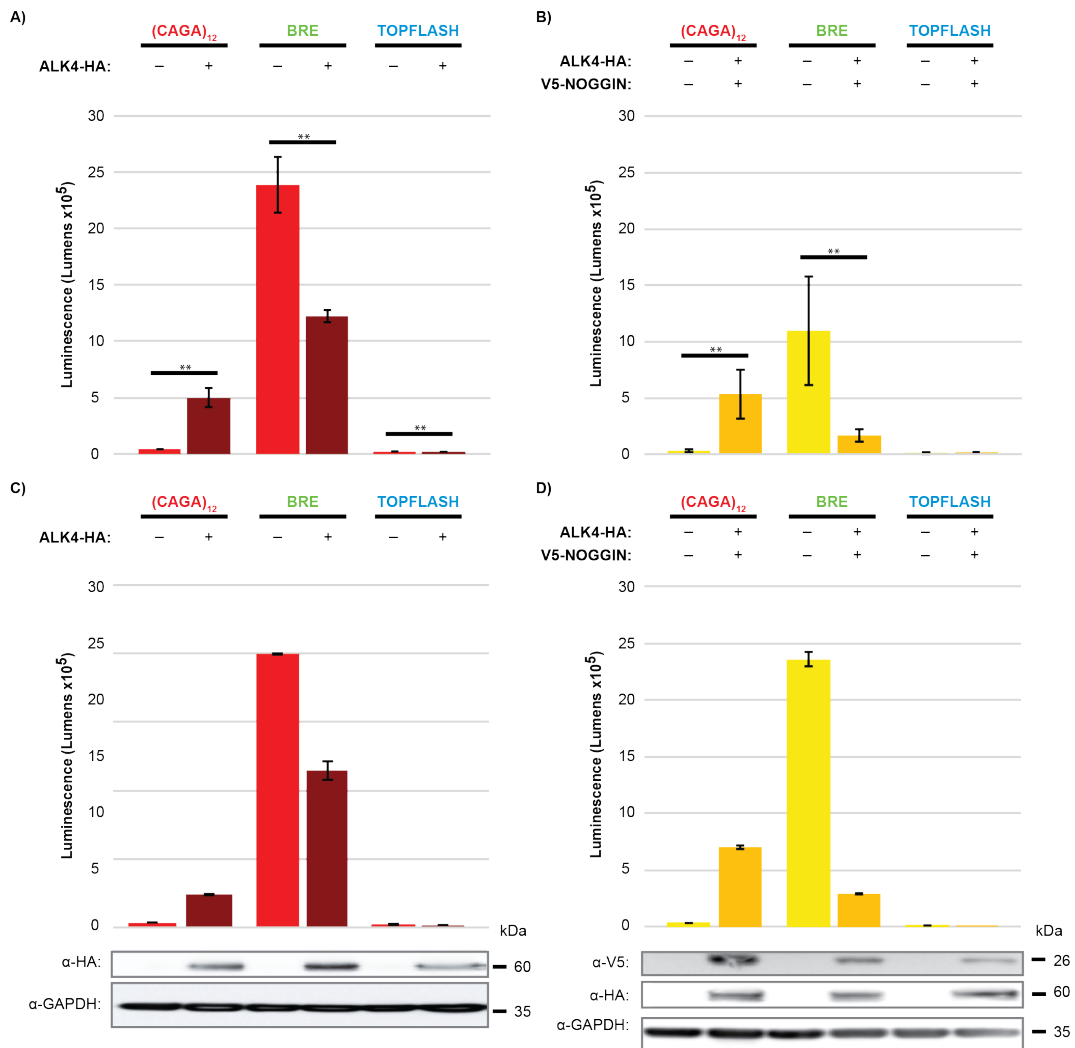 A)
(CAGA)12 BRE TOPFLASH
ALK4-HA: – + – + – +
Luminescence (Lumens x10^5)
30
25
20
15
10
5
0
**
**
**
B)
(CAGA)12 BRE TOPFLASH
ALK4-HA: – + – + – +
V5-NOGGIN: – + – + – +
Luminescence (Lumens x10^5)
30
25
20
15
10
5
0
**
**
C)
(CAGA)12 BRE TOPFLASH
ALK4-HA: – + – + – +
Luminescence (Lumens x10^5)
30
25
20
15
10
5
0
kDa
α-HA: 60
α-GAPDH: 35
D)
(CAGA)12 BRE TOPFLASH
ALK4-HA: – + – + – +
V5-NOGGIN: – + – + – +
Luminescence (Lumens x10^5)
30
25
20
15
10
5
0
kDa
α-V5: 26
α-HA: 60
α-GAPDH: 35